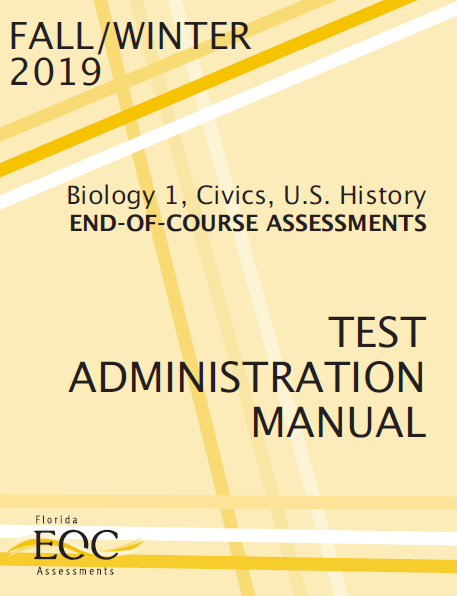 FALL/WINTER
2019
Biology 1, Civics, U.S. History
END-OF-COURSE ASSESSMENTS
TEST
ADMINISTRATION
MANUAL
Florida
EOC
Assessments